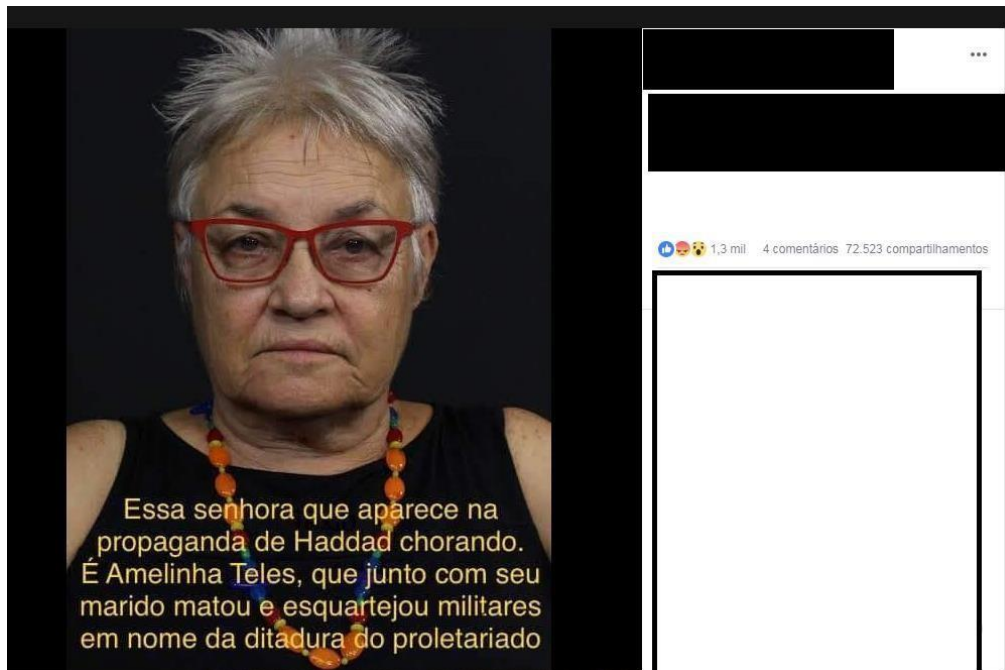 1,3 mil 4 comentários 72.523 compartilhamentos
Essa senhora que aparece na
propaganda de Haddad chorando.
É Amelinha Teles, que junto com seu
marido matou e esquartejou militares
em nome da ditadura do proletariado